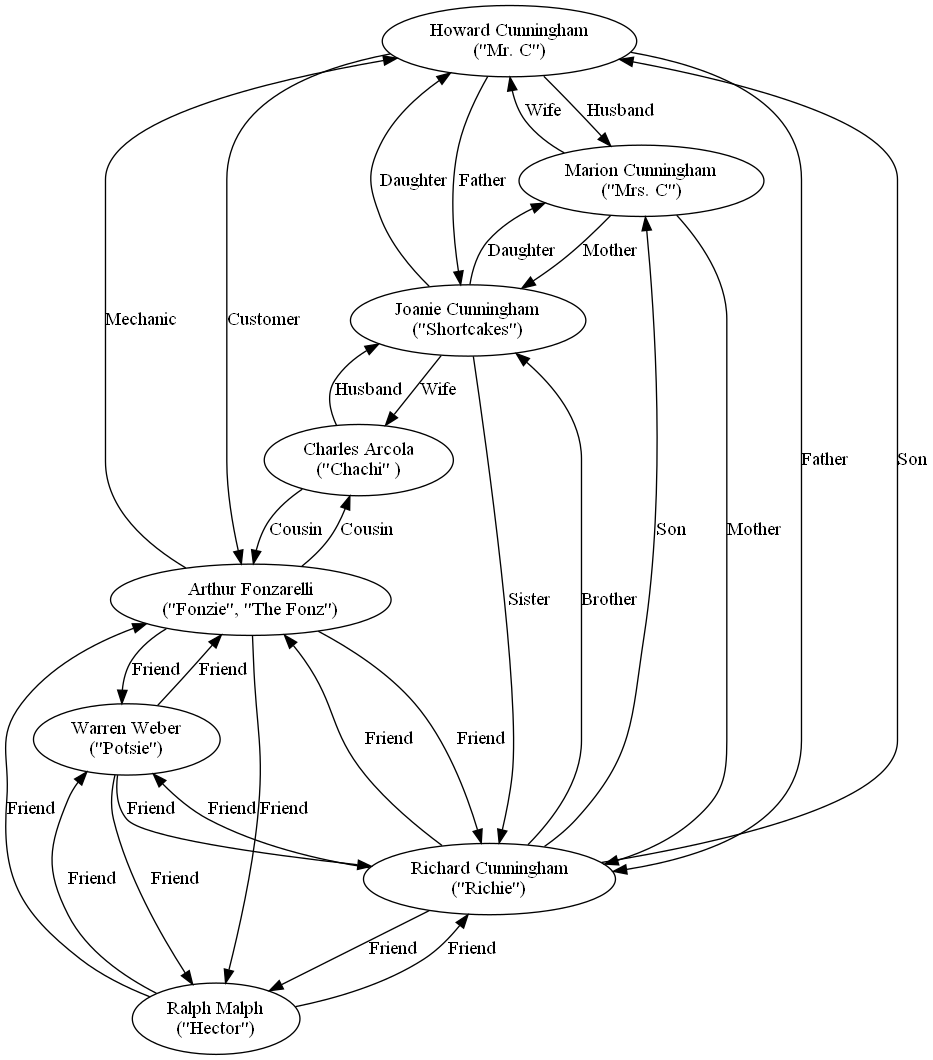 Howard Cunningham
("Mr. C")
Wife
Husband
Marion Cunningham
("Mrs. C")
Daughter
Father
Daughter
Mother
Joanie Cunningham
("Shortcakes")
Mechanic
Customer
Husband
Wife
Charles Arcola
("Chachi" )
Father
Son
Cousin
Cousin
Son
Mother
Arthur Fonzarelli
("Fonzie", "The Fonz")
Sister
Brother
Friend
Friend
Warren Weber
("Potsie")
Friend
Friend
Friend
Friend
Friend
Friend
Richard Cunningham
("Richie")
Friend
Friend
Friend
Friend
Ralph Malph
("Hector")